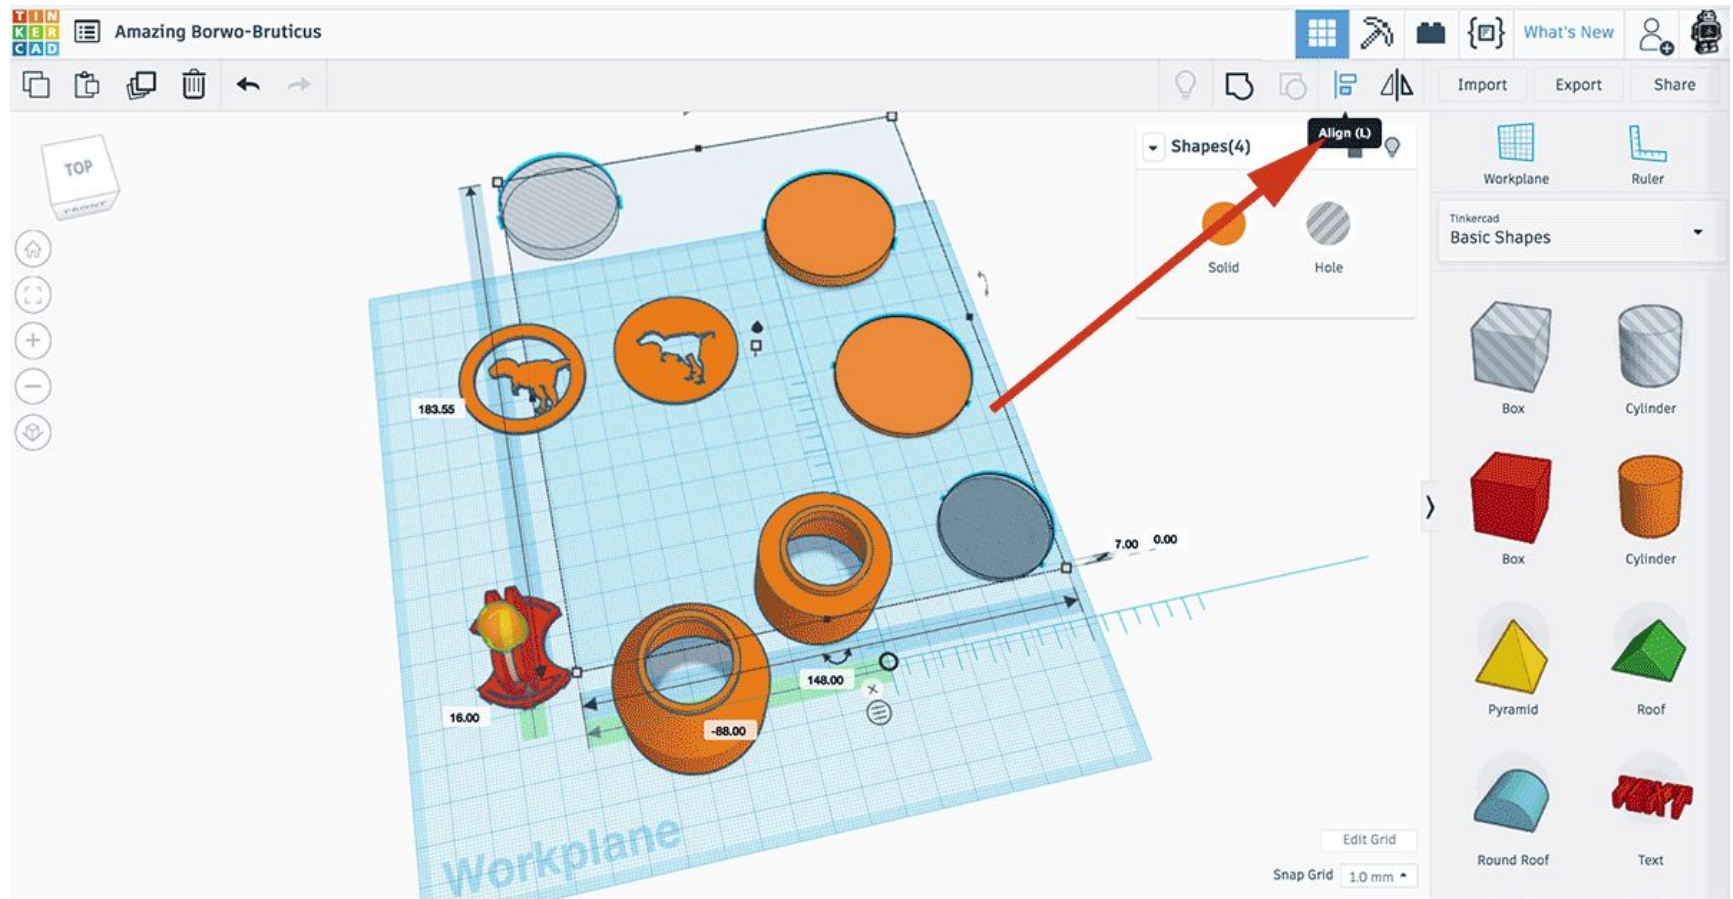 TIN
KER
CAD
Amazing Borwo-Bruticus
What's New
Import
Export
Share
Align (L)
TOP
FRONT
Shapes(4)
Solid
Hole
Workplane
Ruler
Tinkercad
Basic Shapes
Box
Cylinder
Box
Cylinder
Pyramid
Roof
TEXT
Round Roof
Text
183.55
7.00
0.00
148.00
16.00
-88.00
Workplane
Edit Grid
Snap Grid
1.0 mm